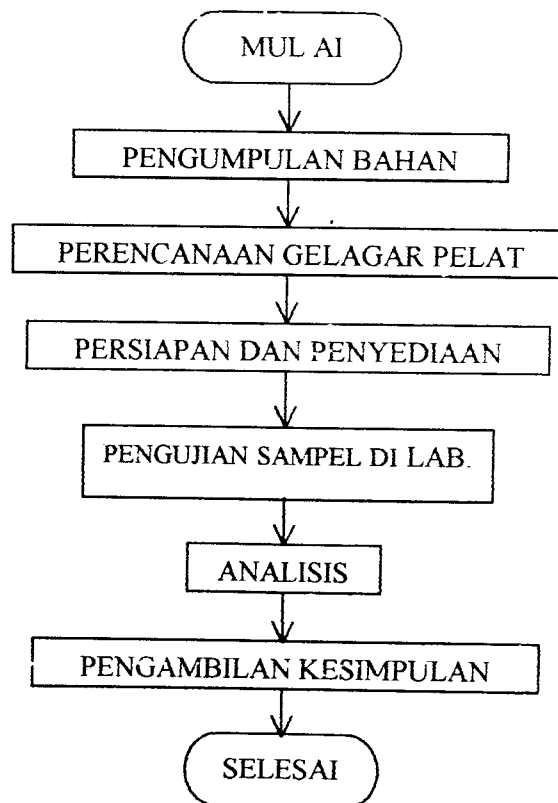 MUL AI
PENGUMPULAN BAHAN
PERENCANAAN GELAGAR PELAT
PERSIAPAN DAN PENYEDIAAN
PENGUJIAN SAMPEL DI LAB.
ANALISIS
PENGAMBILAN KESIMPULAN
SELESAI